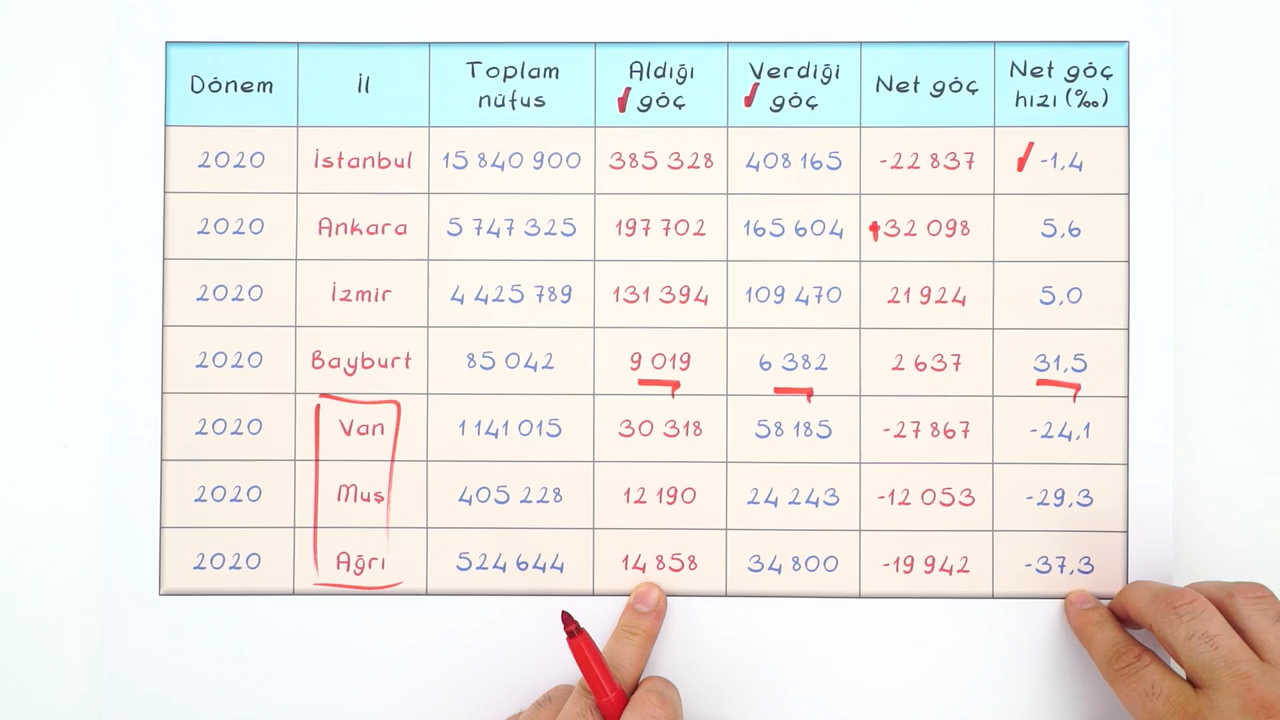 Dönem İl Toplam nüfus Aldığı göç Verdiği göç Net göç Net göç hızı (‰)
2020 İstanbul 15 840 900 385 328 408 165 -22 837 -1,4
2020 Ankara 5 747 325 197 702 165 604 +32 098 5,6
2020 İzmir 4 425 789 131 394 109 470 21 924 5,0
2020 Bayburt 85 042 9 019 6 382 2 637 31,5
2020 Van 1 141 015 30 318 58 185 -27 867 -24,1
2020 Muş 405 228 12 190 24 243 -12 053 -29,3
2020 Ağrı 524 644 14 858 34 800 -19 942 -37,3